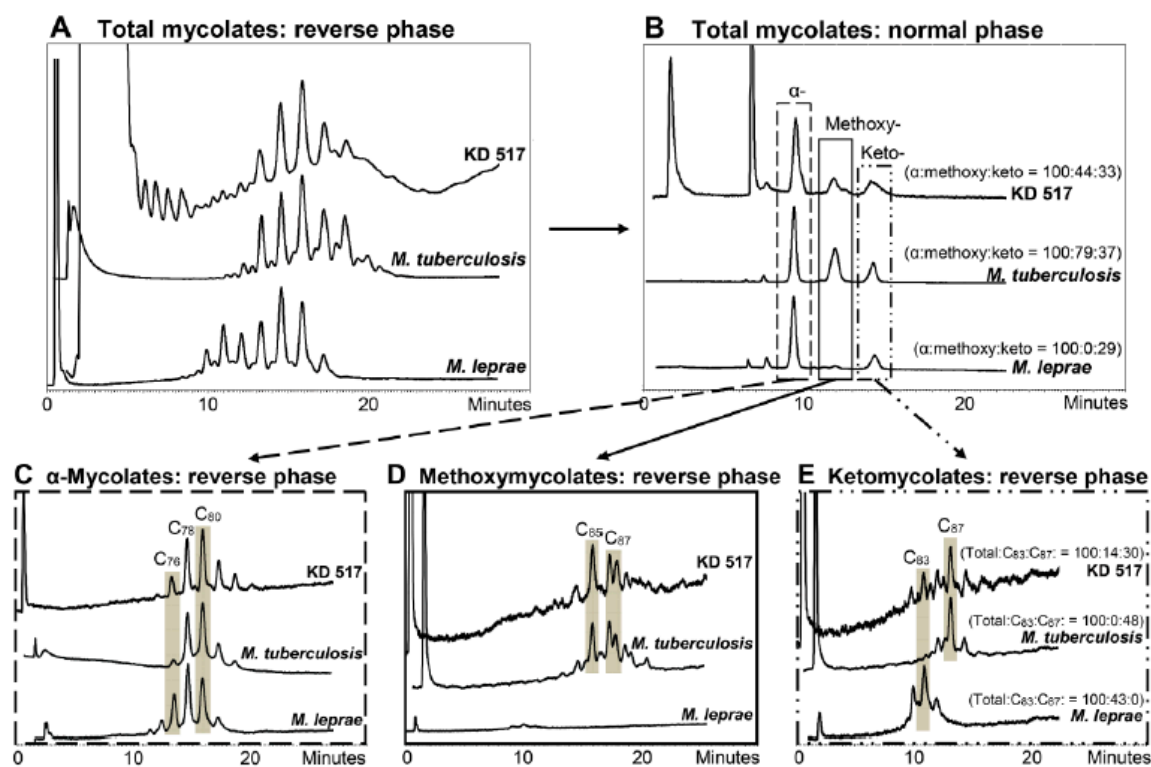 A Total mycolates: reverse phase
KD 517
M. tuberculosis
M. leprae
0 10 20 Minutes
B Total mycolates: normal phase
α-
Methoxy-
Keto-
(α:methoxy:keto = 100:44:33)
KD 517
(α:methoxy:keto = 100:79:37)
M. tuberculosis
(α:methoxy:keto = 100:0:29)
M. leprae
0 10 20 Minutes
C α-Mycolates: reverse phase
C76 C78 C80
KD 517
M. tuberculosis
M. leprae
0 10 20 Minutes
D Methoxymycolates: reverse phase
C85 C87
KD 517
M. tuberculosis
M. leprae
0 10 20 Minutes
E Ketomycolates: reverse phase
C83 C87
(Total:C83:C87: = 100:14:30)
KD 517
(Total:C83:C87: = 100:0:48)
M. tuberculosis
(Total:C83:C87: = 100:43:0)
M. leprae
0 10 20 Minutes